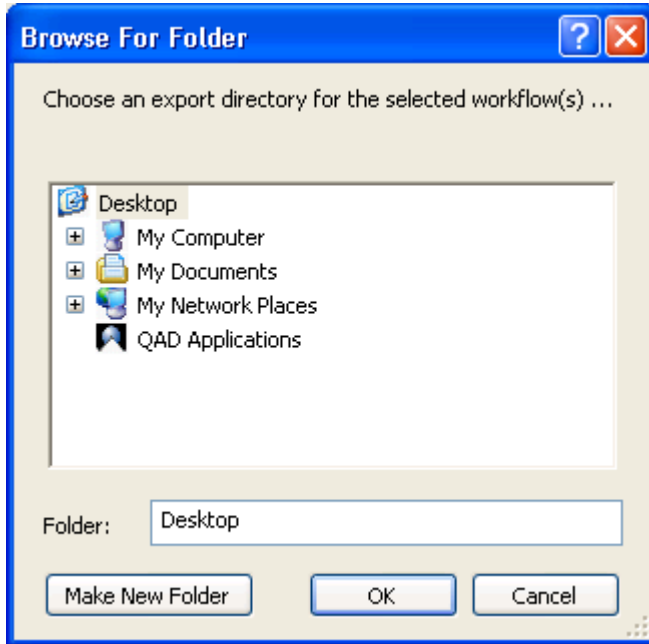 Browse For Folder
Choose an export directory for the selected workflow(s) ...
Desktop
My Computer
My Documents
My Network Places
QAD Applications
Folder: Desktop
Make New Folder OK Cancel